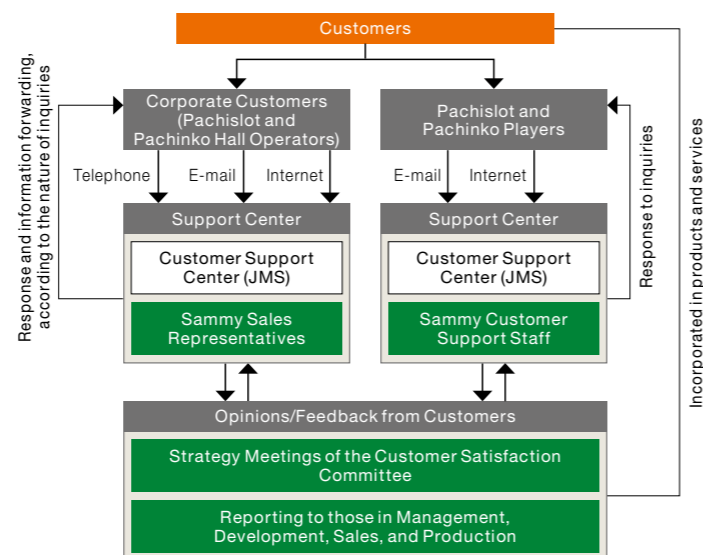 Customers
Corporate Customers
(Pachislot and
Pachinko Hall Operators)
Pachislot and
Pachinko Players
Response and information forwarding,
according to the nature of inquiries
Telephone
E-mail
Internet
E-mail
Internet
Response to inquiries
Incorporated in products and services
Support Center
Customer Support
Center (JMS)
Sammy Sales
Representatives
Support Center
Customer Support
Center (JMS)
Sammy Customer
Support Staff
Opinions/Feedback from Customers
Strategy Meetings of the Customer Satisfaction
Committee
Reporting to those in Management,
Development, Sales, and Production